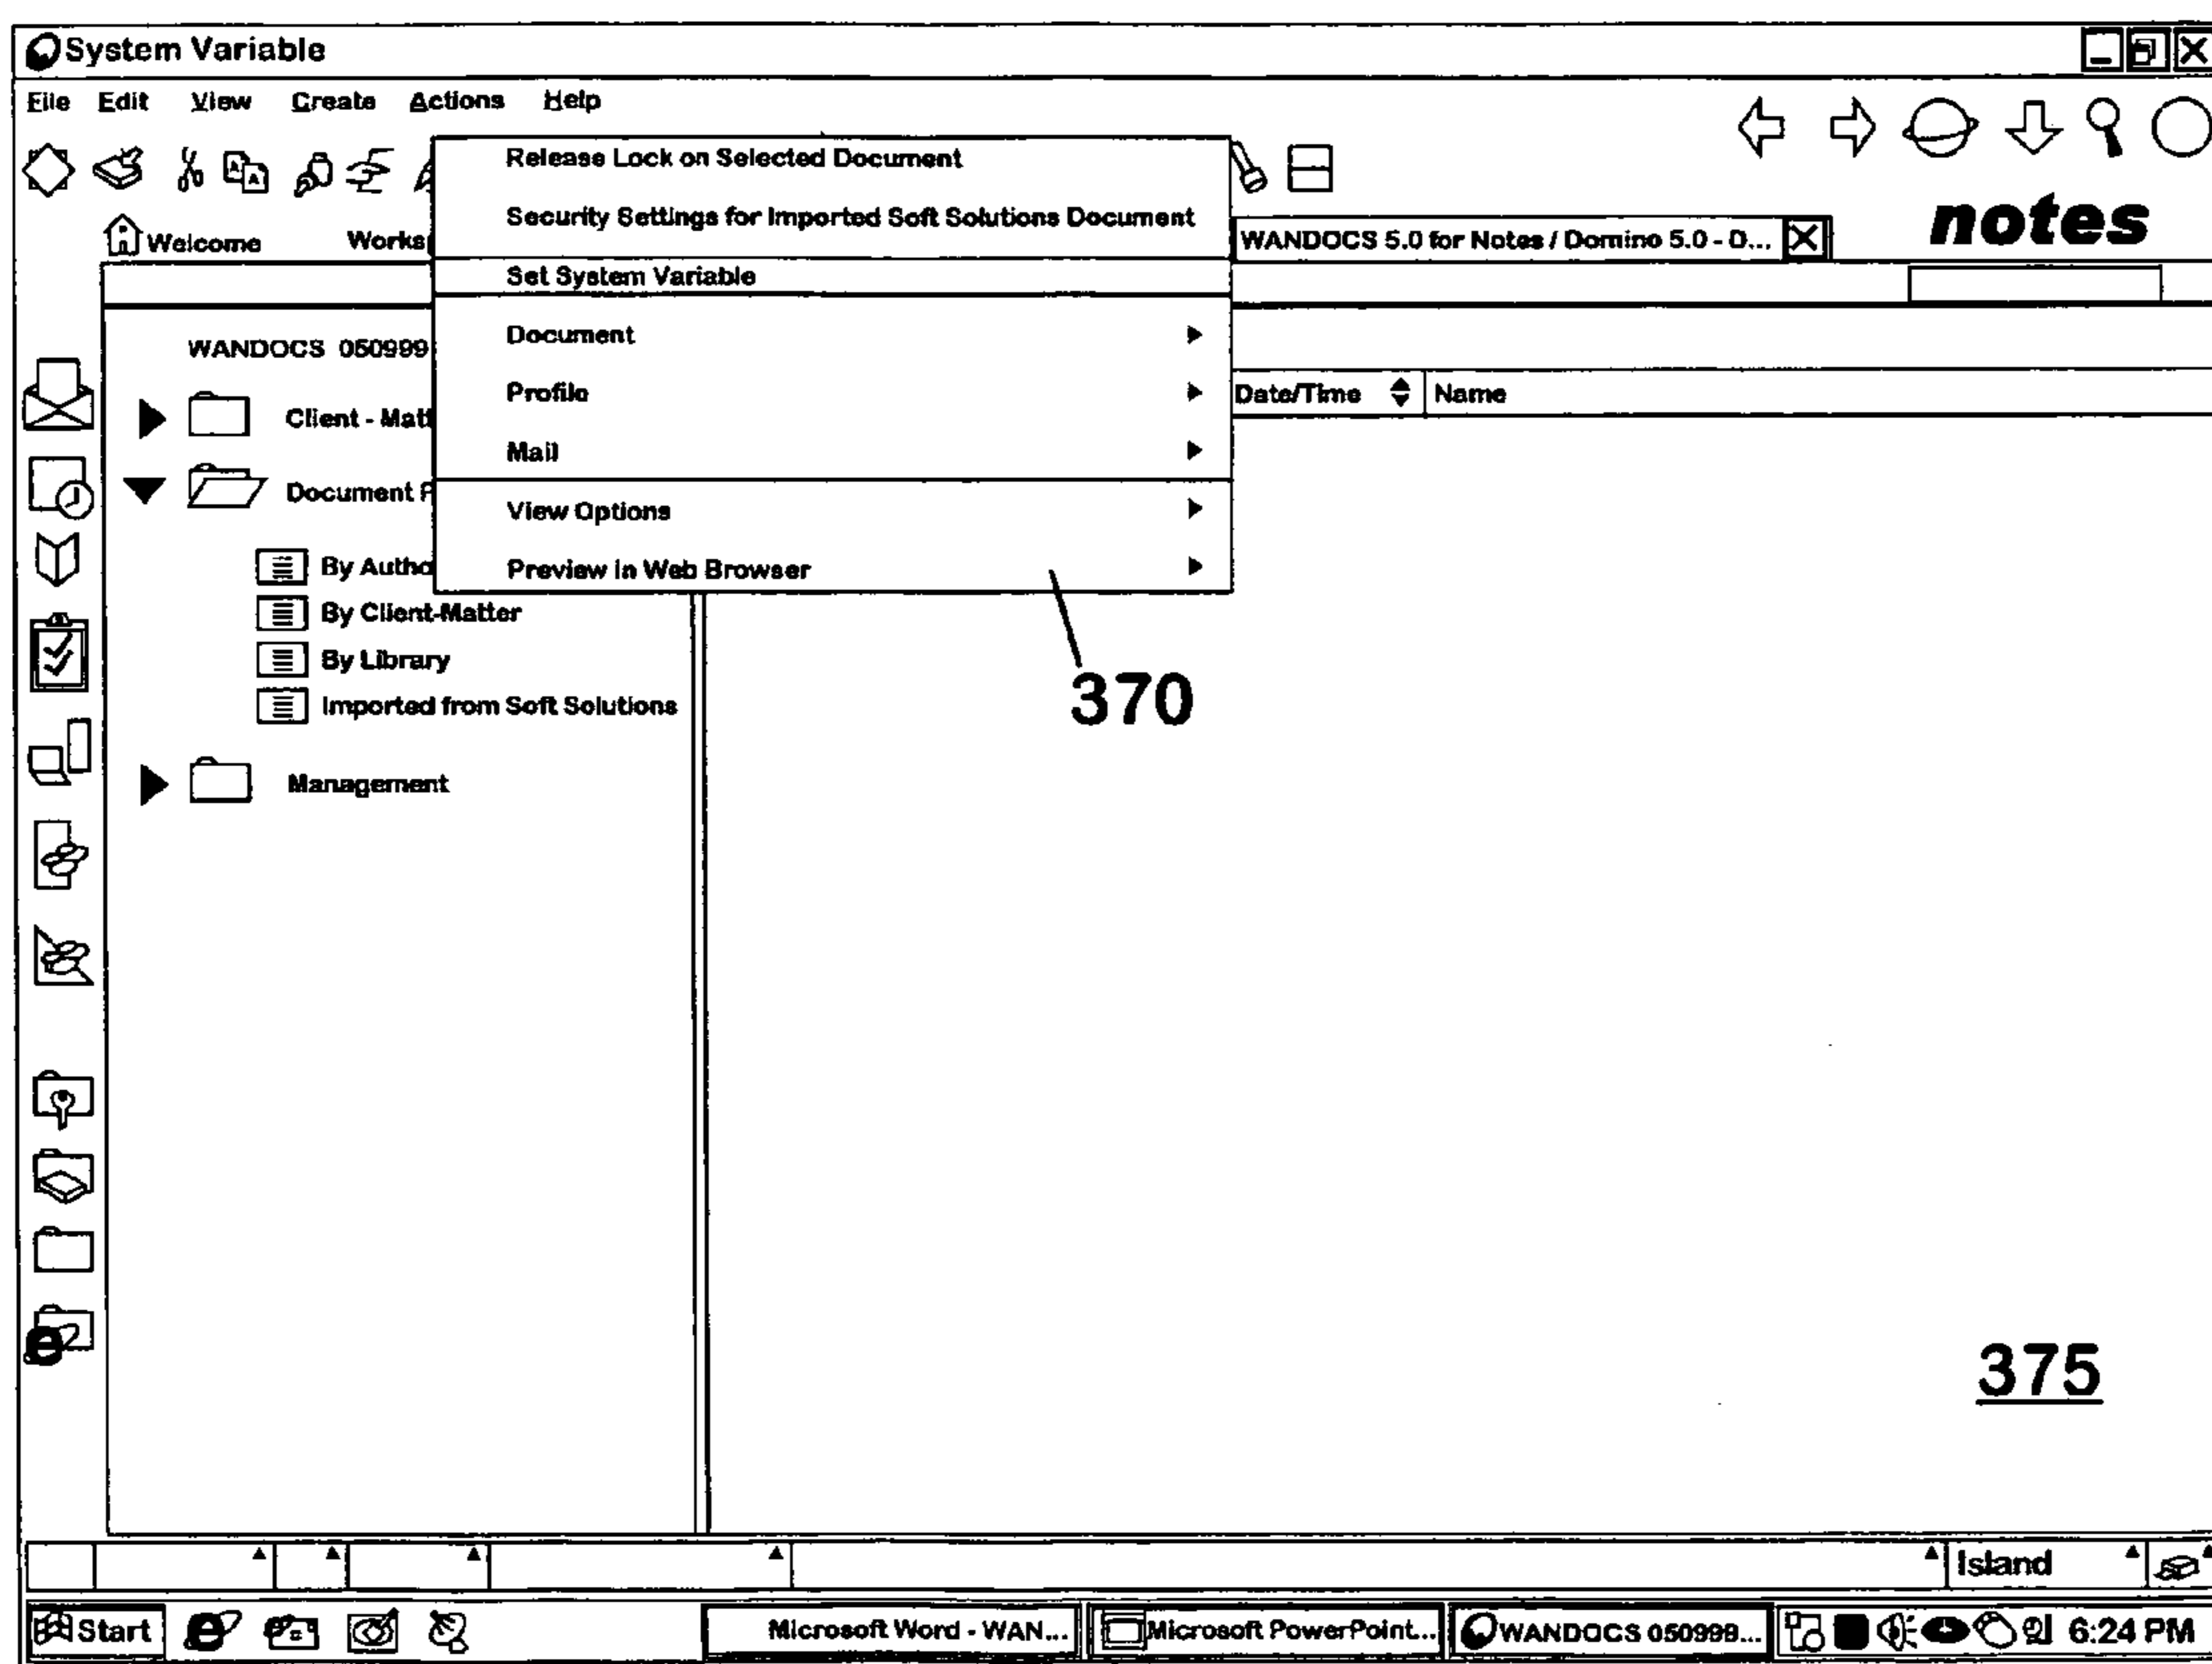 System Variable
File Edit View Create Actions Help
Release Lock on Selected Document
Security Settings for Imported Soft Solutions Document
notes
Welcome Works
WANDOCS 5.0 for Notes / Domino 5.0 - D...
Set System Variable
Document
WANDOCS 050999
Profile
Date/Time Name
Client - Matt
Mail
Document P
View Options
By Autho
Preview in Web Browser
By Client-Matter
By Library
370
Imported from Soft Solutions
Management
375
Island
Start
Microsoft Word - WAN...
Microsoft PowerPoint...
WANDOCS 050999...
6:24 PM